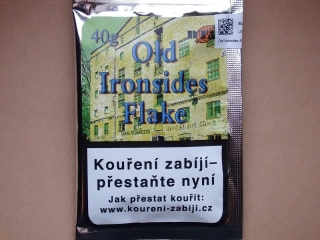 40g
Old
Ironsides
Flake
Kouření zabíjí–
přestaňte nyní
Jak přestat kouřit:
www.koureni-zabiji.cz